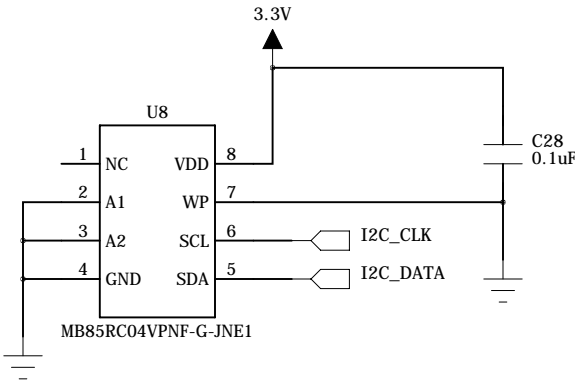 3.3V
U8
C28
0.1uF
1 NC VDD 8
2 A1 WP 7
3 A2 SCL 6 I2C_CLK
4 GND SDA 5 I2C_DATA
MB85RC04VPNF-G-JNE1